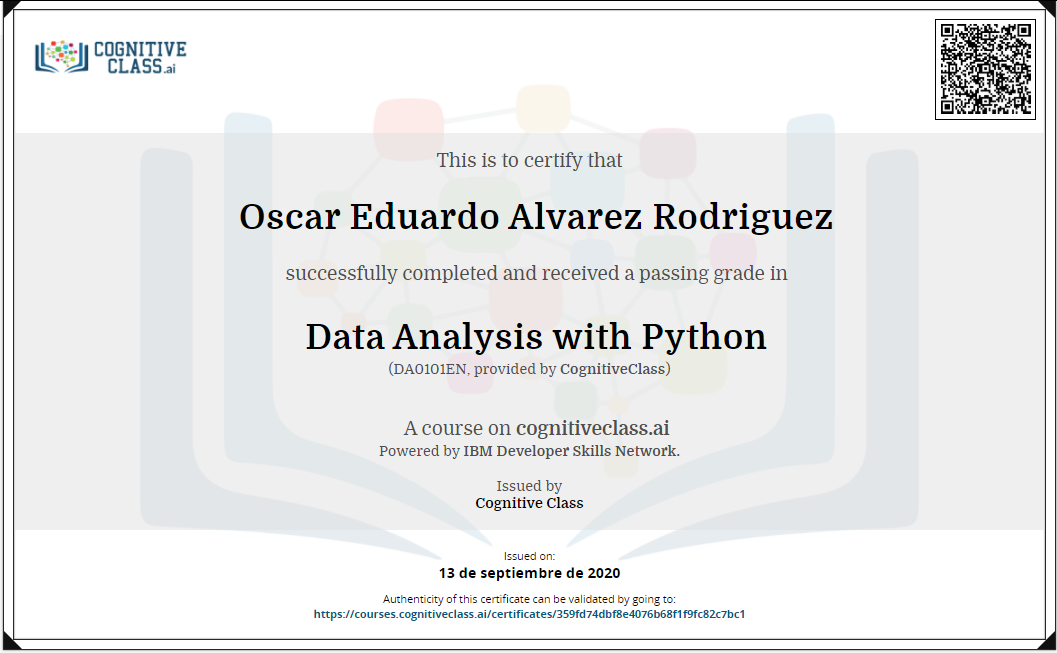 COGNITIVE
CLASS.ai
This is to certify that
Oscar Eduardo Alvarez Rodriguez
successfully completed and received a passing grade in
Data Analysis with Python
(DA0101EN, provided by CognitiveClass)
A course on cognitiveclass.ai
Powered by IBM Developer Skills Network.
Issued by
Cognitive Class
Issued on:
13 de septiembre de 2020
Authenticity of this certificate can be validated by going to:
https://courses.cognitiveclass.ai/certificates/359fd74dbf8e4076b68f1f9fc82c7bc1